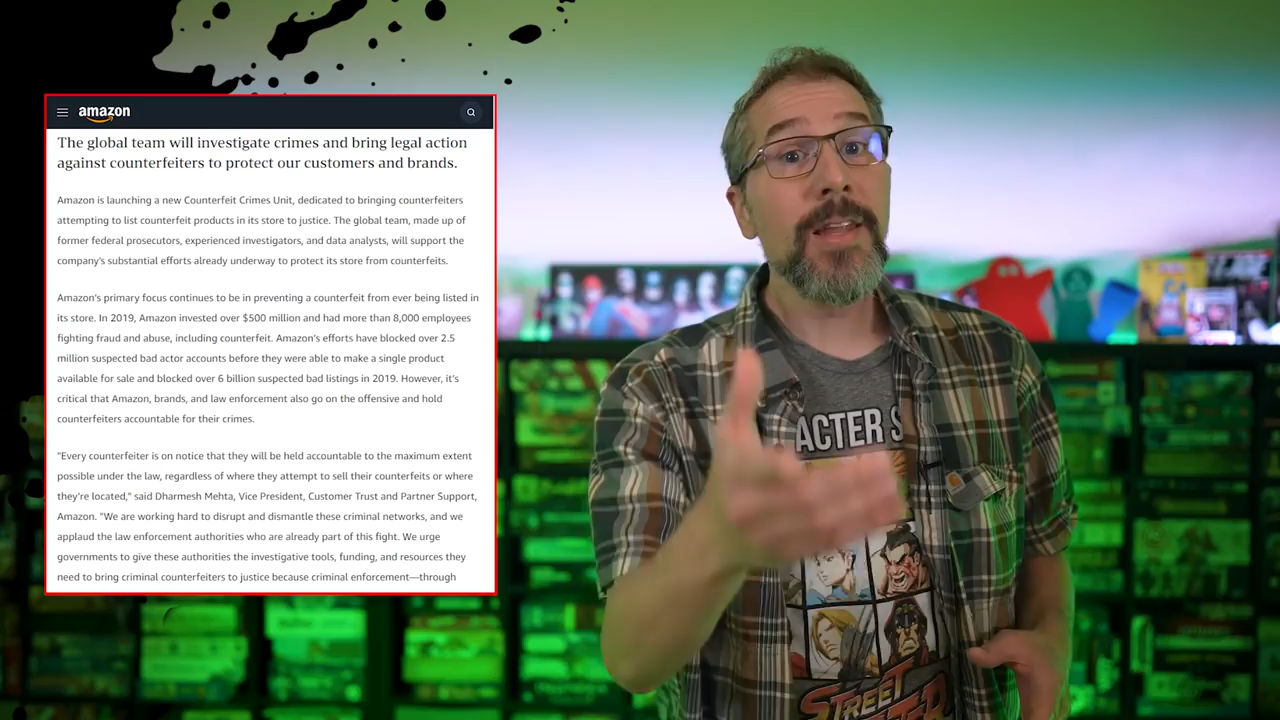 amazon
The global team will investigate crimes and bring legal action
against counterfeiters to protect our customers and brands.
Amazon is launching a new Counterfeit Crimes Unit, dedicated to bringing counterfeiters
attempting to list counterfeit products in its store to justice. The global team, made up of
former federal prosecutors, experienced investigators, and data analysts, will support the
company's substantial efforts already underway to protect its store from counterfeits.
Amazon's primary focus continues to be in preventing a counterfeit from ever being listed in
its store. In 2019, Amazon invested over $500 million and had more than 8,000 employees
fighting fraud and abuse, including counterfeit. Amazon's efforts have blocked over 2.5
million suspected bad actor accounts before they were able to make a single product
available for sale and blocked over 6 billion suspected bad listings in 2019. However, it's
critical that Amazon, brands, and law enforcement also go on the offensive and hold
counterfeiters accountable for their crimes.
"Every counterfeiter is on notice that they will be held accountable to the maximum extent
possible under the law, regardless of where they attempt to sell their counterfeits or where
they're located," said Dharmesh Mehta, Vice President, Customer Trust and Partner Support,
Amazon. "We are working hard to disrupt and dismantle these criminal networks, and we
applaud the law enforcement authorities who are already part of this fight. We urge
governments to give these authorities the investigative tools, funding, and resources they
need to bring criminal counterfeiters to justice because criminal enforcement—through
ACTER S
STREET